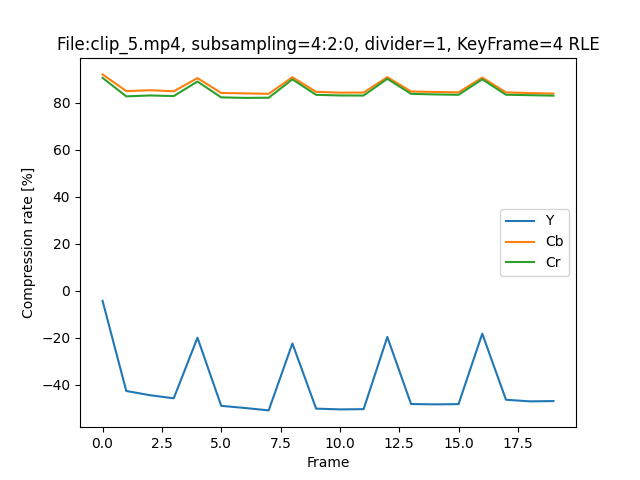 File:clip_5.mp4, subsampling=4:2:0, divider=1, KeyFrame=4 RLE
Compression rate [%]
80
60
40
20
0
−20
−40
Y
Cb
Cr
0.0 2.5 5.0 7.5 10.0 12.5 15.0 17.5
Frame